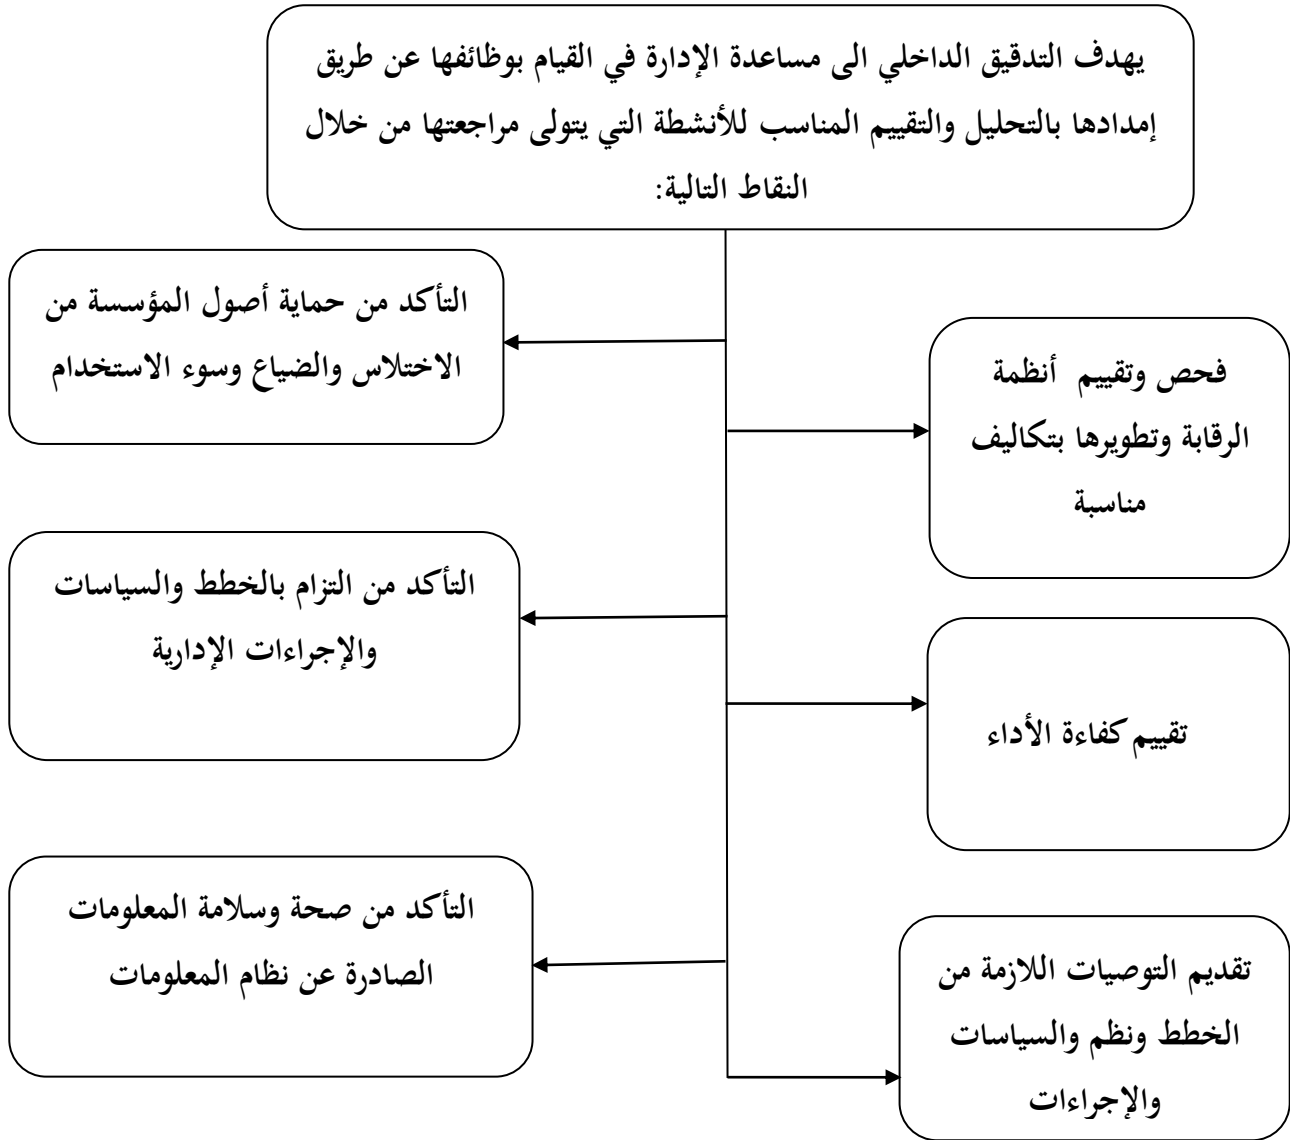 يهدف التدقيق الداخلي الى مساعدة الإدارة في القيام بوظائفها عن طريق
إمدادها بالتحليل والتقييم المناسب للأنشطة التي يتولى مراجعتها من خلال
النقاط التالية:
التأكد من حماية أصول المؤسسة من
الاختلاس والضياع وسوء الاستخدام
فحص وتقييم أنظمة
الرقابة وتطويرها بتكاليف
مناسبة
التأكد من التزام بالخطط والسياسات
والإجراءات الإدارية
تقييم كفاءة الأداء
التأكد من صحة وسلامة المعلومات
الصادرة عن نظام المعلومات
تقديم التوصيات اللازمة من
الخطط ونظم والسياسات
والإجراءات